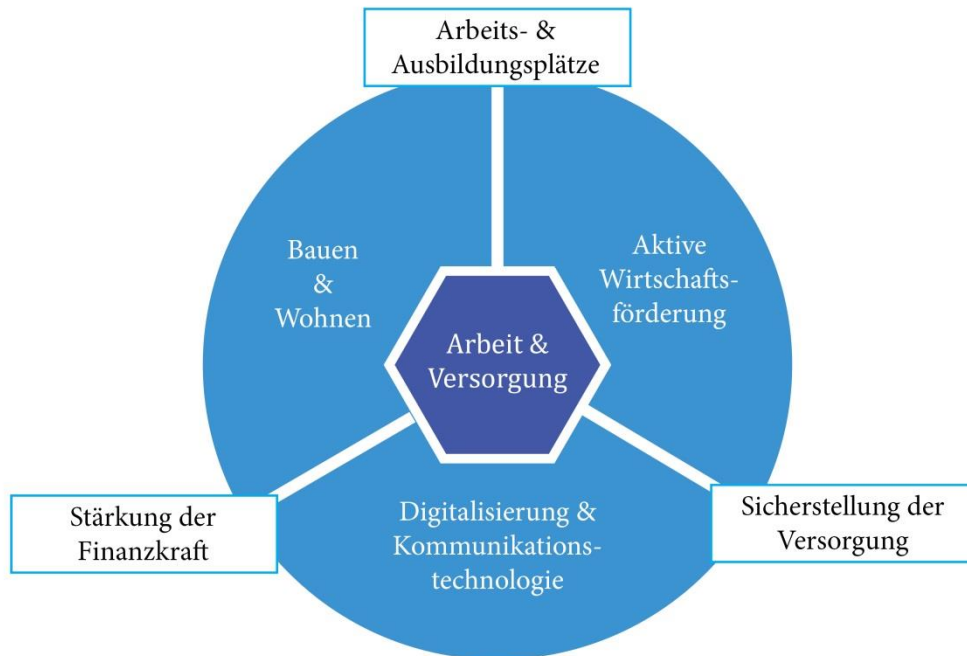 Arbeits- &
Ausbildungsplätze
Bauen
&
Wohnen
Aktive
Wirtschafts-
förderung
Arbeit &
Versorgung
Stärkung der
Finanzkraft
Digitalisierung &
Kommunikations-
technologie
Sicherstellung der
Versorgung